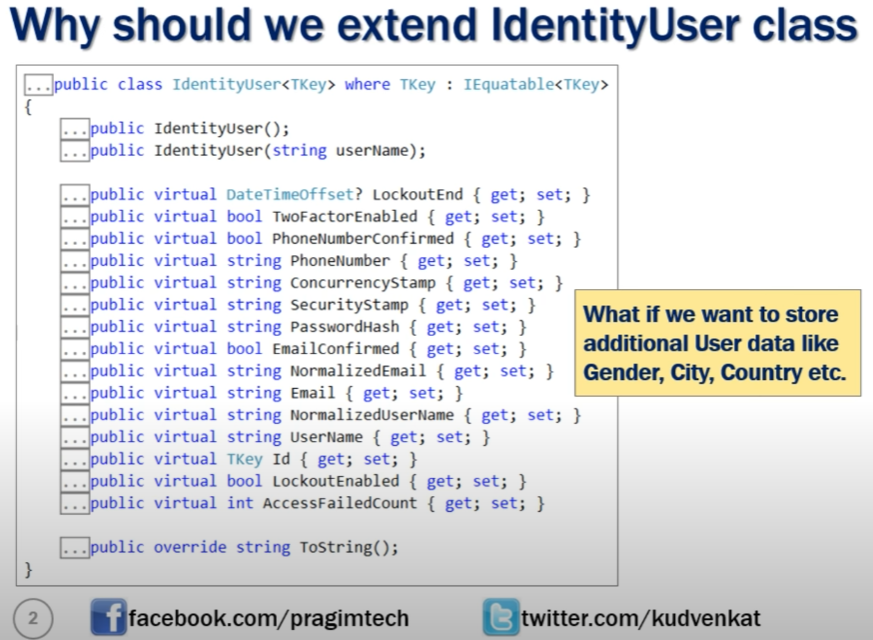 Why should we extend IdentityUser class
...public class IdentityUser<TKey> where TKey : IEquatable<TKey>
{
...public IdentityUser();
...public IdentityUser(string userName);
...public virtual DateTimeOffset? LockoutEnd { get; set; }
...public virtual bool TwoFactorEnabled { get; set; }
...public virtual bool PhoneNumberConfirmed { get; set; }
...public virtual string PhoneNumber { get; set; }
...public virtual string ConcurrencyStamp { get; set; }
...public virtual string SecurityStamp { get; set; }
...public virtual string PasswordHash { get; set; }
...public virtual bool EmailConfirmed { get; set; }
...public virtual string NormalizedEmail { get; set; }
...public virtual string Email { get; set; }
...public virtual string NormalizedUserName { get; set; }
...public virtual string UserName { get; set; }
...public virtual TKey Id { get; set; }
...public virtual bool LockoutEnabled { get; set; }
...public virtual int AccessFailedCount { get; set; }
...public override string ToString();
}
What if we want to store
additional User data like
Gender, City, Country etc.
2
f facebook.com/pragimtech
t twitter.com/kudvenkat